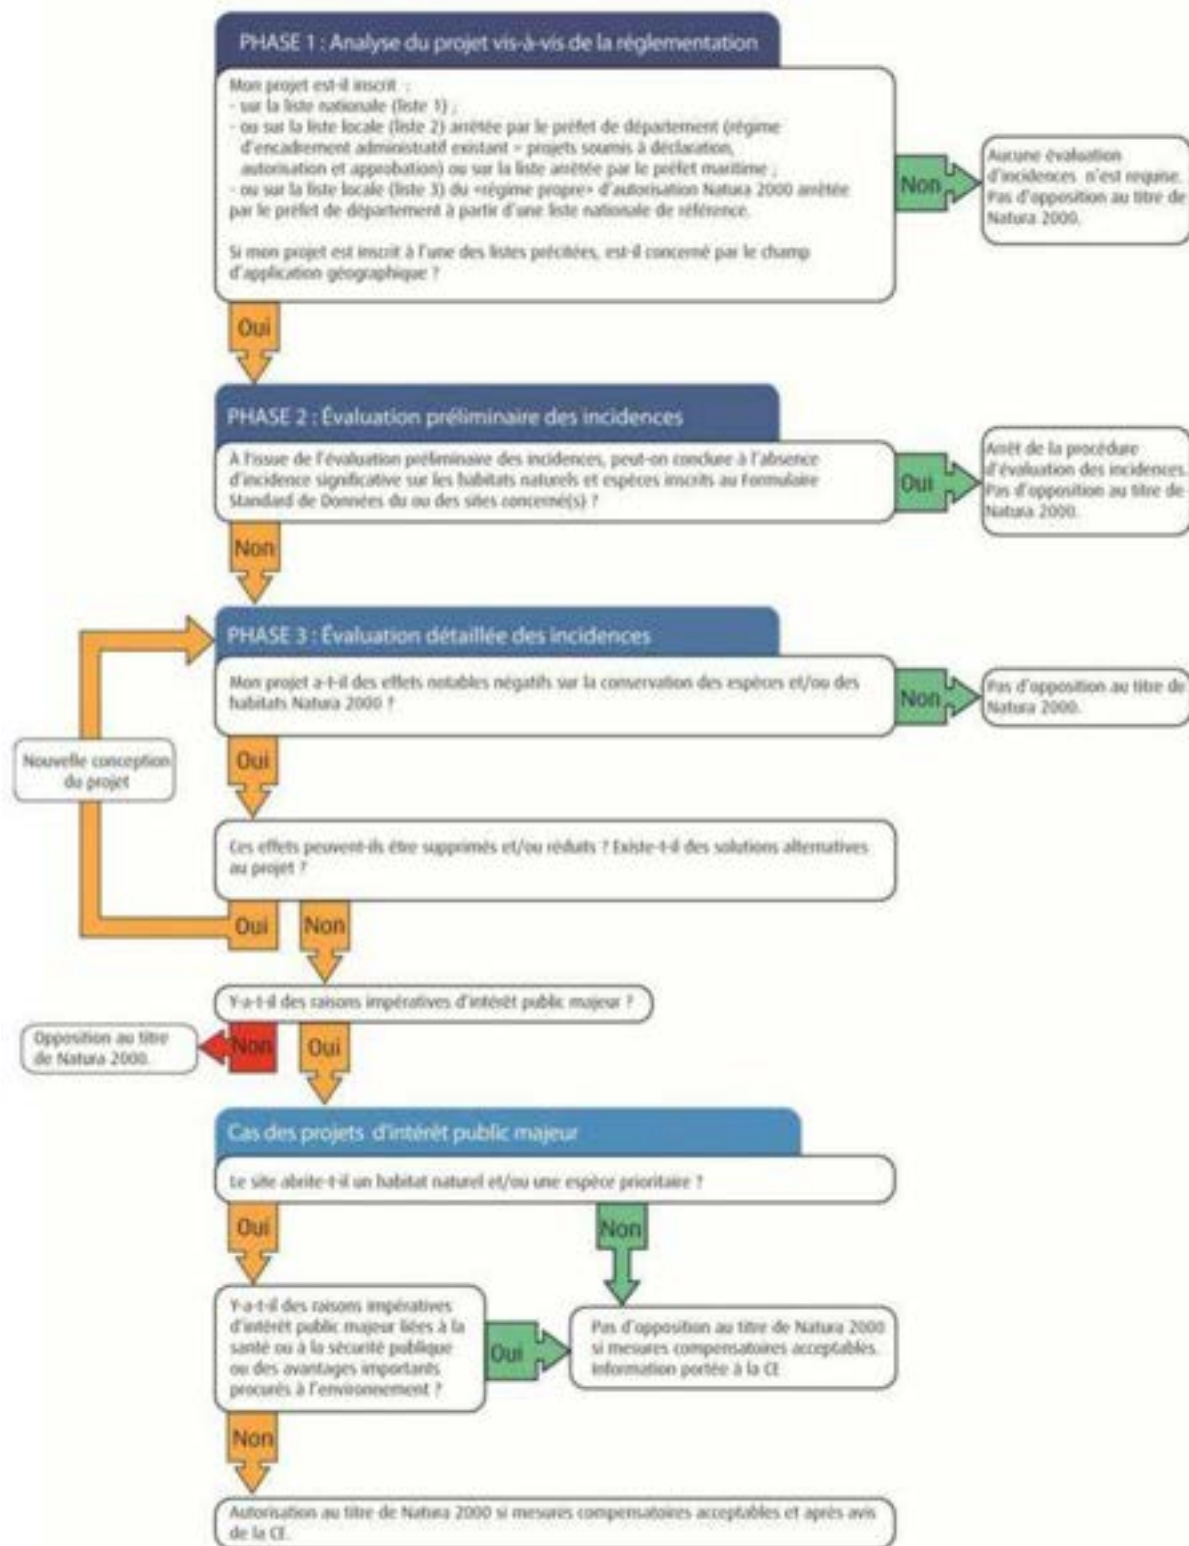 PHASE 1 : Analyse du projet vis-à-vis de la réglementation
Mon projet est-il inscrit :
- sur la liste nationale (liste 1) ;
- ou sur la liste locale (liste 2) arrêtée par le préfet de département (régime
d'encadrement administratif existant = projets soumis à déclaration,
autorisation et approbation) ou sur la liste arrêtée par le préfet maritime ;
- ou sur la liste locale (liste 3) du «régime propre» d'autorisation Natura 2000 arrêtée
par le préfet de département à partir d'une liste nationale de référence.
Si mon projet est inscrit à l'une des listes précitées, est-il concerné par le champ
d'application géographique ?
Non
Aucune évaluation
d'incidences n'est requise.
Pas d'opposition au titre de
Natura 2000.
Oui
PHASE 2 : Évaluation préliminaire des incidences
A l'issue de l'évaluation préliminaire des incidences, peut-on conclure à l'absence
d'incidence significative sur les habitats naturels et espèces inscrits au Formulaire
Standard de Données du ou des sites concerné(s) ?
Oui
Arrêt de la procédure
d'évaluation des incidences.
Pas d'opposition au titre de
Natura 2000.
Non
PHASE 3 : Évaluation détaillée des incidences
Mon projet a-t-il des effets notables négatifs sur la conservation des espèces et/ou des
habitats Natura 2000 ?
Non
Pas d'opposition au titre de
Natura 2000.
Oui
Nouvelle conception
du projet
Ces effets peuvent-ils être supprimés et/ou réduits ? Existe-t-il des solutions alternatives
au projet ?
Oui
Non
Y-a-t-il des raisons impératives d'intérêt public majeur ?
Non
Opposition au titre
de Natura 2000.
Oui
Cas des projets d'intérêt public majeur
Le site abrite-t-il un habitat naturel et/ou une espèce prioritaire ?
Oui
Non
Y-a-t-il des raisons impératives
d'intérêt public majeur liées à la
santé ou à la sécurité publique
ou des avantages importants
procurés à l'environnement ?
Oui
Pas d'opposition au titre de Natura 2000
si mesures compensatoires acceptables.
Information portée à la CE
Non
Autorisation au titre de Natura 2000 si mesures compensatoires acceptables et après avis
de la CE.